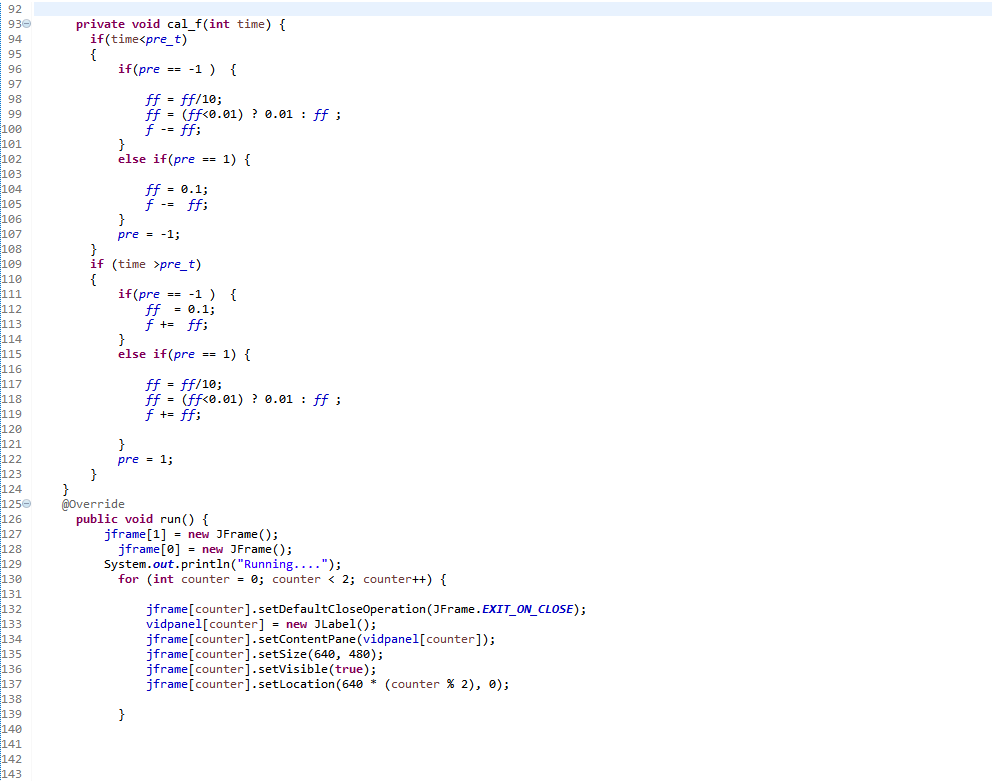 92
93 private void cal_f(int time) {
94 if(time<pre_t)
95 {
96 if(pre == -1 )  {
97
98 ff = ff/10;
99 ff = (ff<0.01) ? 0.01 : ff ;
100 f -= ff;
101 }
102 else if(pre == 1) {
103
104 ff = 0.1;
105 f -=  ff;
106 }
107 pre = -1;
108 }
109 if (time >pre_t)
110 {
111 if(pre == -1 )  {
112 ff  = 0.1;
113 f +=  ff;
114 }
115 else if(pre == 1) {
116
117 ff = ff/10;
118 ff = (ff<0.01) ? 0.01 : ff ;
119 f += ff;
120
121 }
122 pre = 1;
123 }
124 }
125 @Override
126 public void run() {
127 jframe[1] = new JFrame();
128 jframe[0] = new JFrame();
129 System.out.println("Running....");
130 for (int counter = 0; counter < 2; counter++) {
131
132 jframe[counter].setDefaultCloseOperation(JFrame.EXIT_ON_CLOSE);
133 vidpanel[counter] = new JLabel();
134 jframe[counter].setContentPane(vidpanel[counter]);
135 jframe[counter].setSize(640, 480);
136 jframe[counter].setVisible(true);
137 jframe[counter].setLocation(640 * (counter % 2), 0);
138
139 }
140
141
142
143